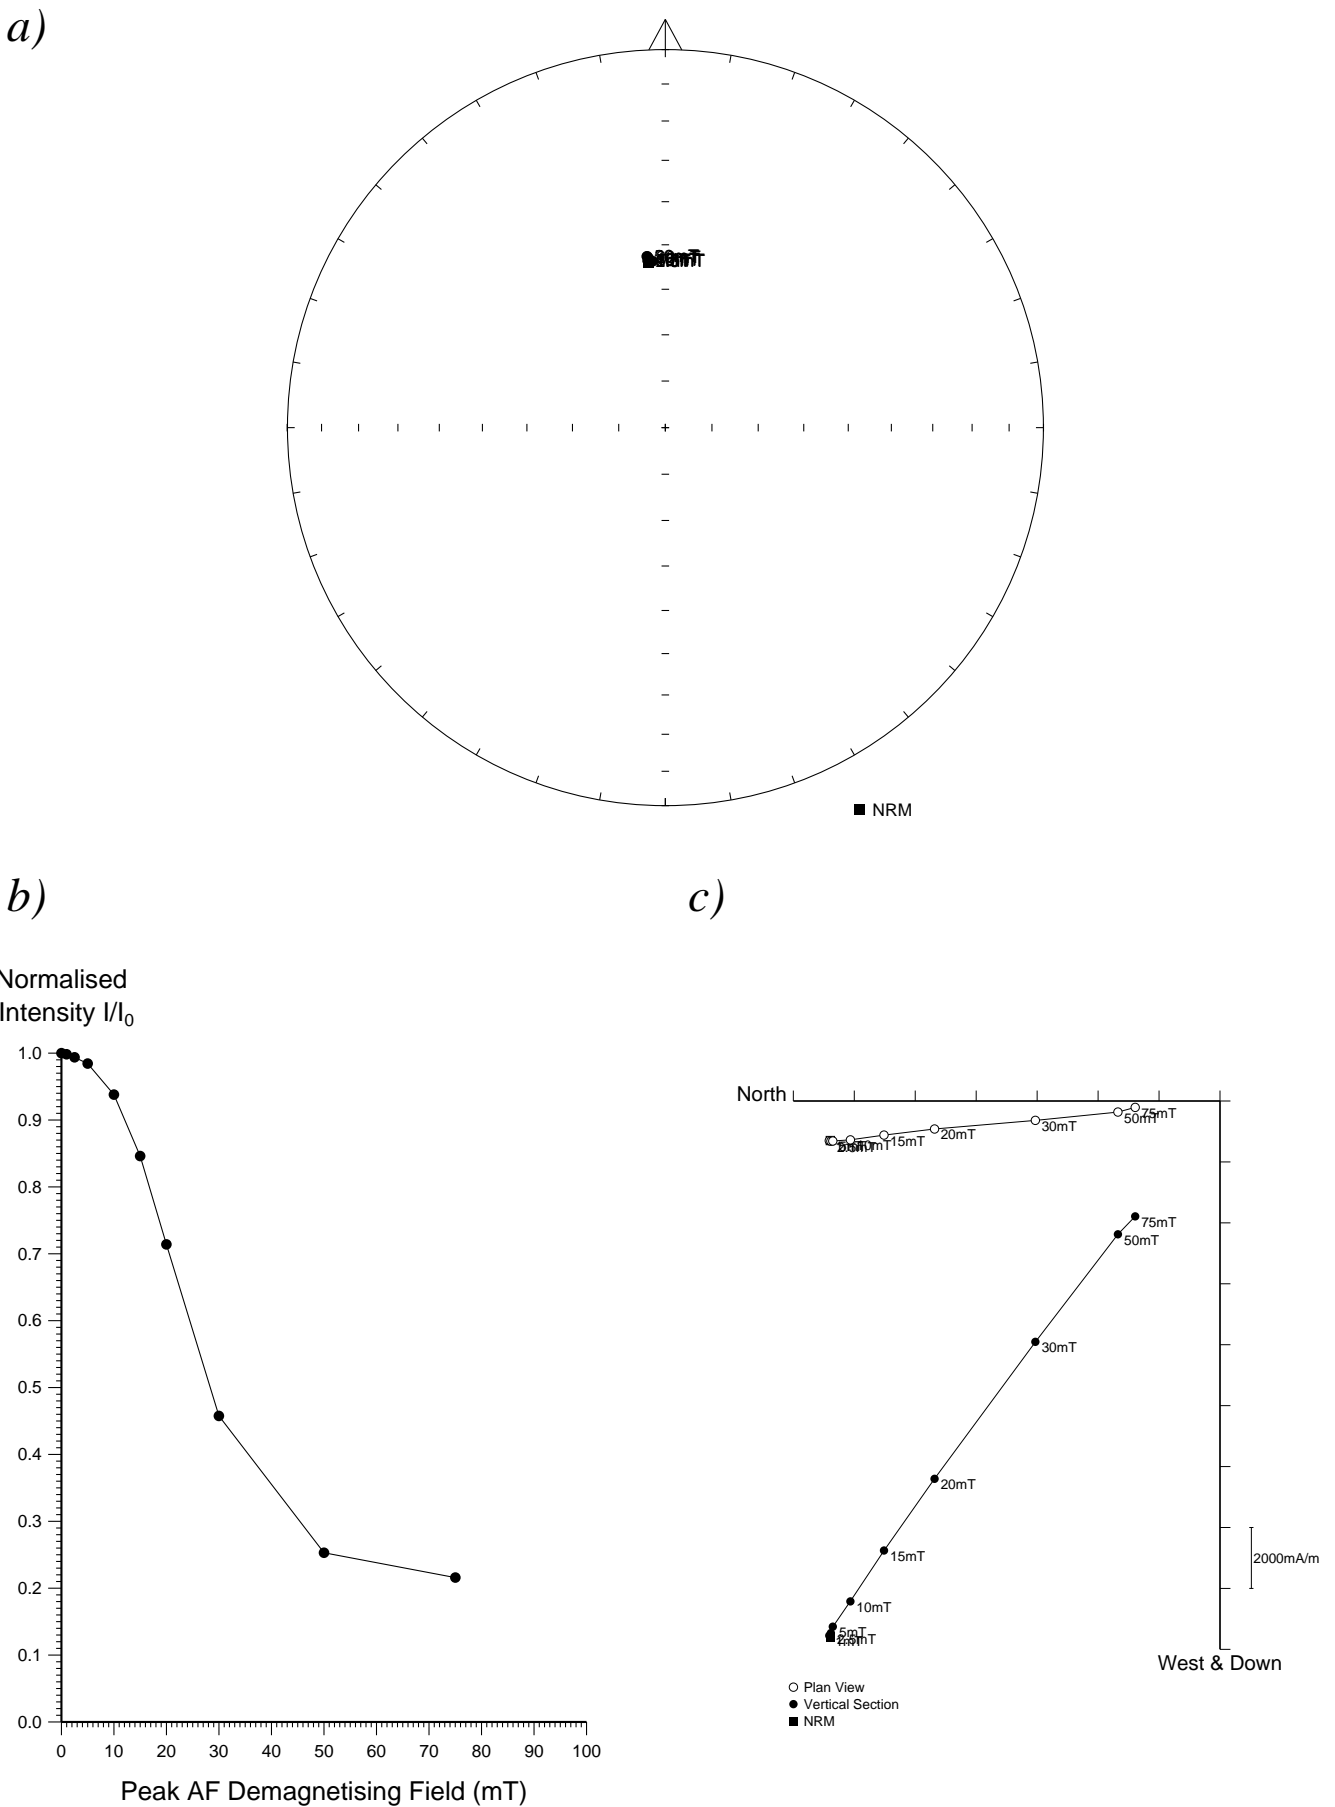 a)
NRM
b)
c)
Normalised
Intensity I/I0
1.0
0.9
0.8
0.7
0.6
0.5
0.4
0.3
0.2
0.1
0.0
0 10 20 30 40 50 60 70 80 90 100
Peak AF Demagnetising Field (mT)
North
75mT
50mT
30mT
20mT
15mT
75mT
50mT
30mT
20mT
15mT
10mT
5mT
2000mA/m
West & Down
Plan View
Vertical Section
NRM